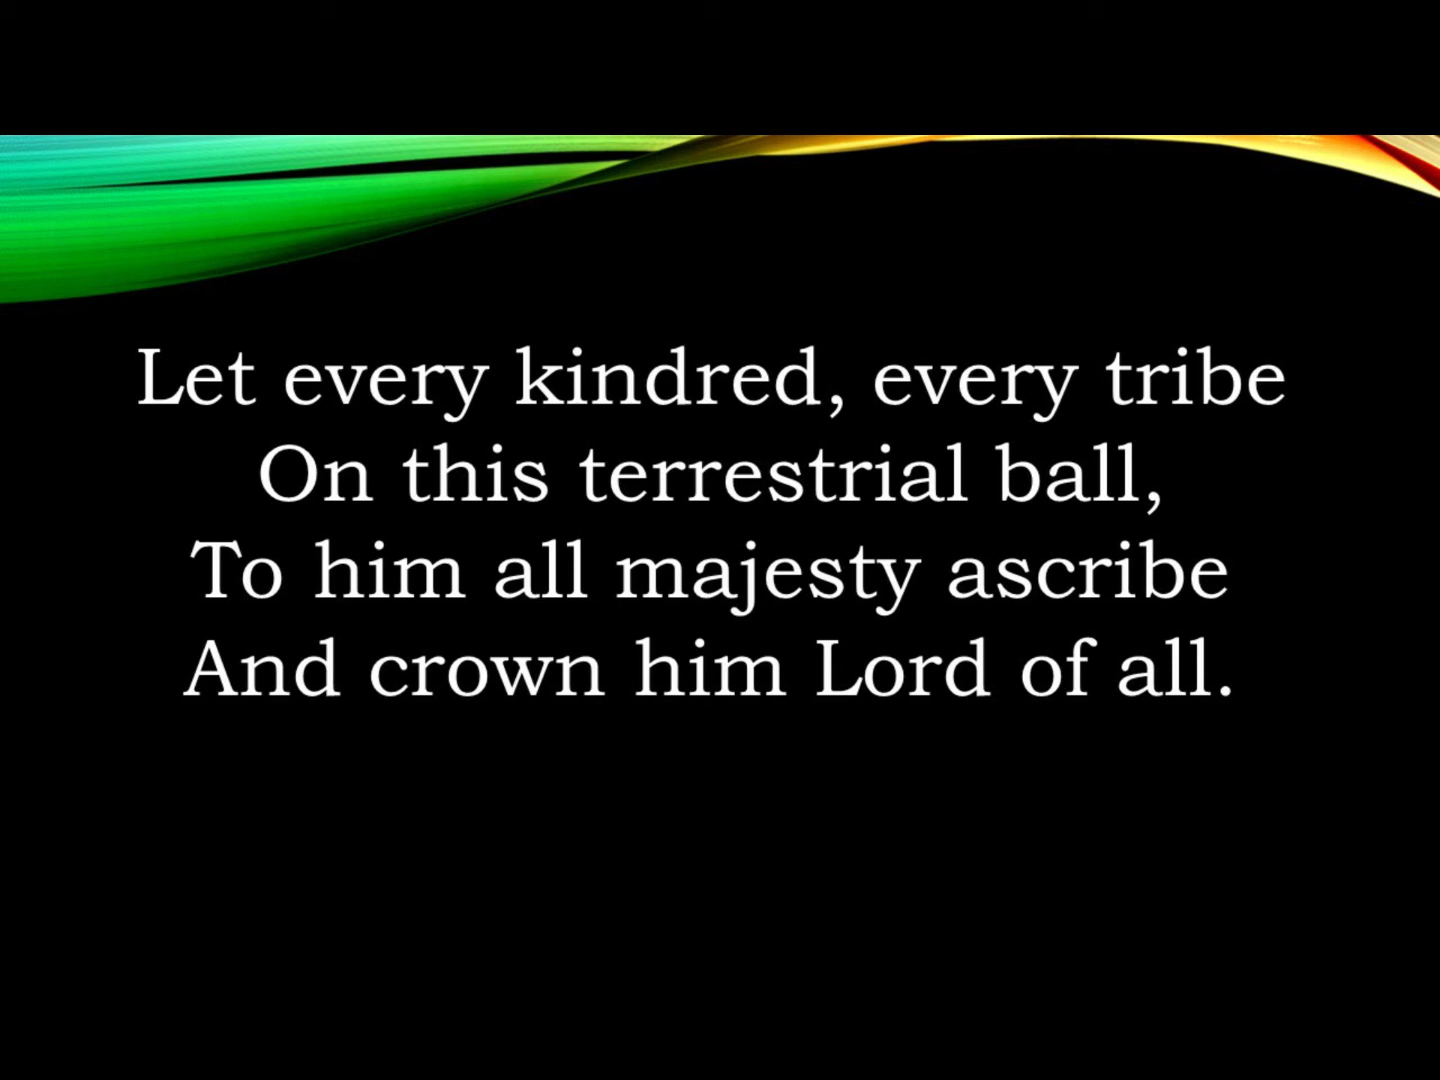 Let every kindred, every tribe
On this terrestrial ball,
To him all majesty ascribe
And crown him Lord of all.